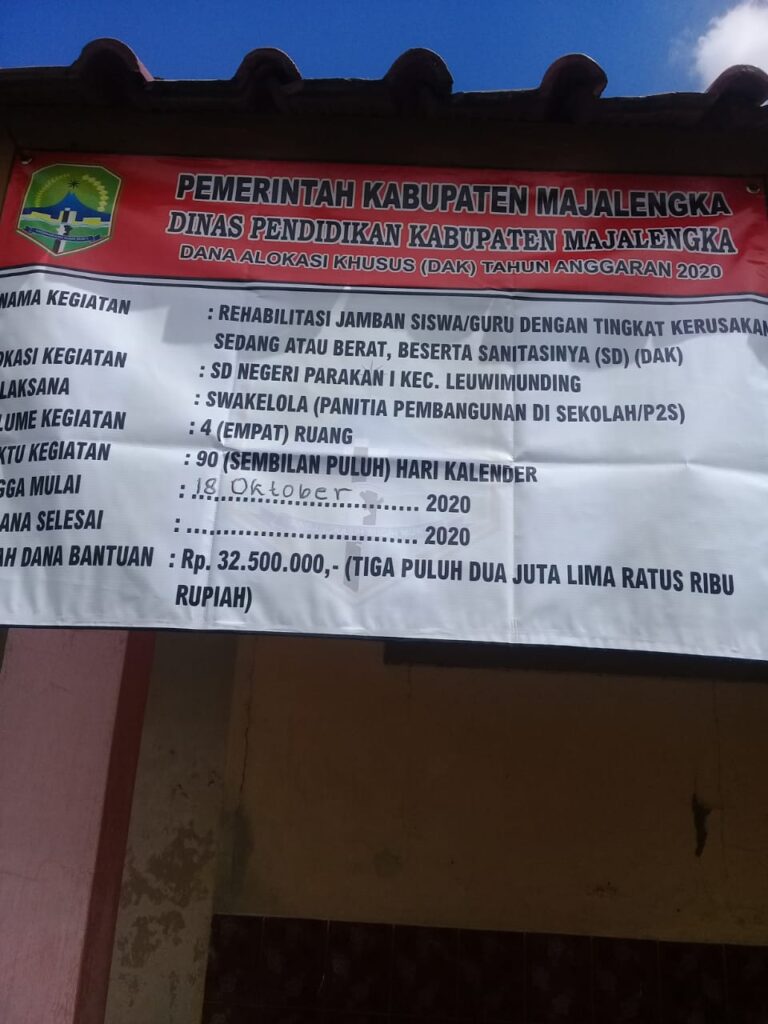 PEMERINTAH KABUPATEN MAJALENGKA
DINAS PENDIDIKAN KABUPATEN MAJALENGKA
DANA ALOKASI KHUSUS (DAK) TAHUN ANGGARAN 2020
NAMA KEGIATAN : REHABILITASI JAMBAN SISWA/GURU DENGAN TINGKAT KERUSAKAN
SEDANG ATAU BERAT, BESERTA SANITASINYA (SD) (DAK)
OKASI KEGIATAN : SD NEGERI PARAKAN I KEC. LEUWIMUNDING
LAKSANA : SWAKELOLA (PANITIA PEMBANGUNAN DI SEKOLAH/P2S)
LUME KEGIATAN : 4 (EMPAT) RUANG
KTU KEGIATAN : 90 (SEMBILAN PULUH) HARI KALENDER
GGA MULAI : 18 Oktober 2020
ANA SELESAI : .................................. 2020
AH DANA BANTUAN : Rp. 32.500.000,- (TIGA PULUH DUA JUTA LIMA RATUS RIBU
RUPIAH)